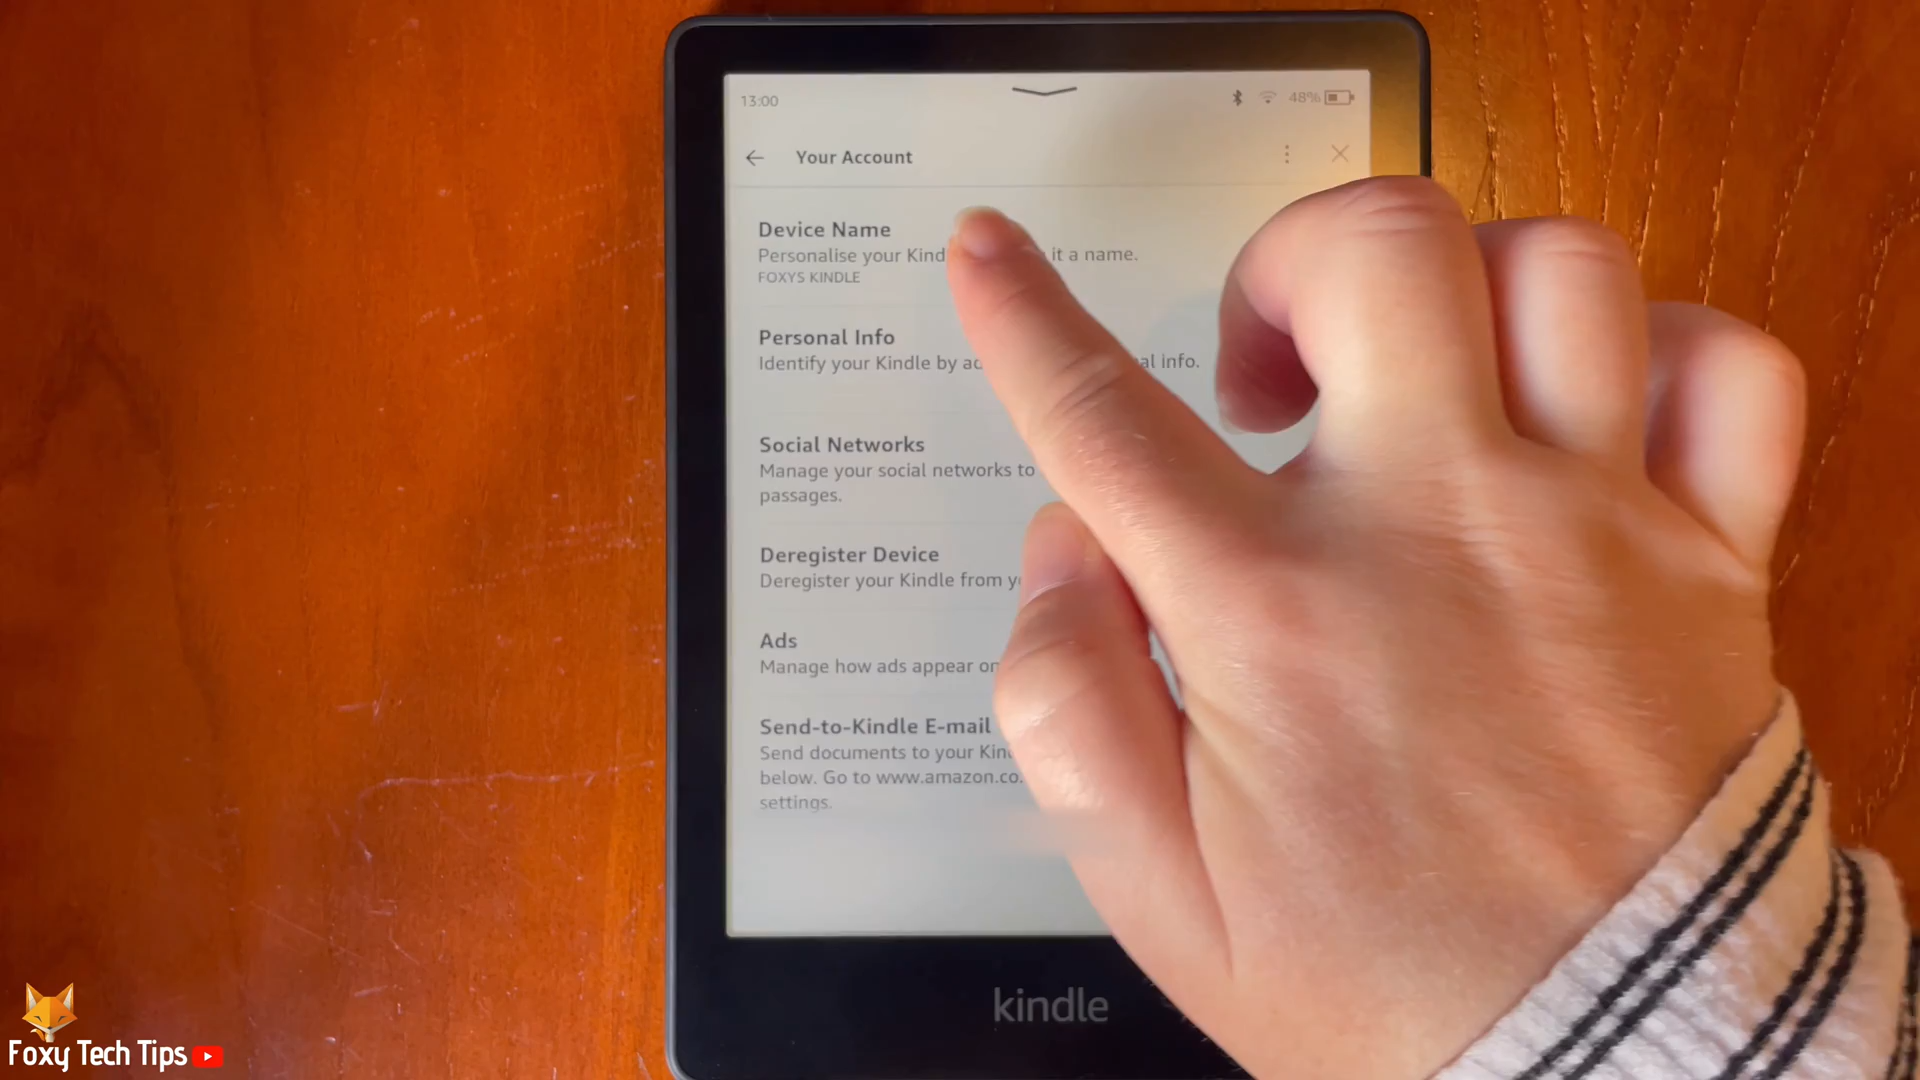 13:00
48%
Your Account
Device Name
Personalise your Kind it a name.
FOXYS KINDLE
Personal Info
Identify your Kindle by ad al info.
Social Networks
Manage your social networks to
passages.
Deregister Device
Deregister your Kindle from y
Ads
Manage how ads appear on
Send-to-Kindle E-mail
Send documents to your Kin
below. Go to www.amazon.co.
settings.
kindle
Foxy Tech Tips